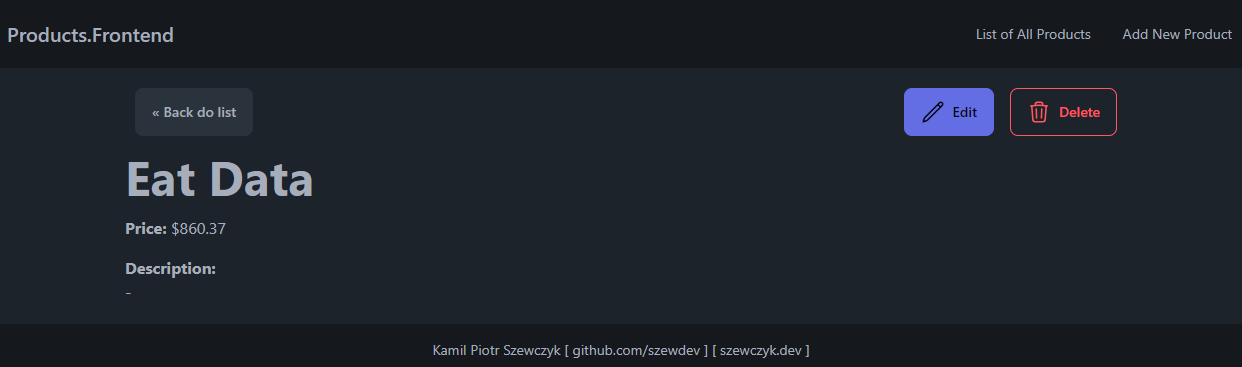 Products.Frontend
List of All Products
Add New Product
« Back do list
Edit
Delete
Eat Data
Price: $860.37
Description:
-
Kamil Piotr Szewczyk [ github.com/szewdev ] [ szewczyk.dev ]